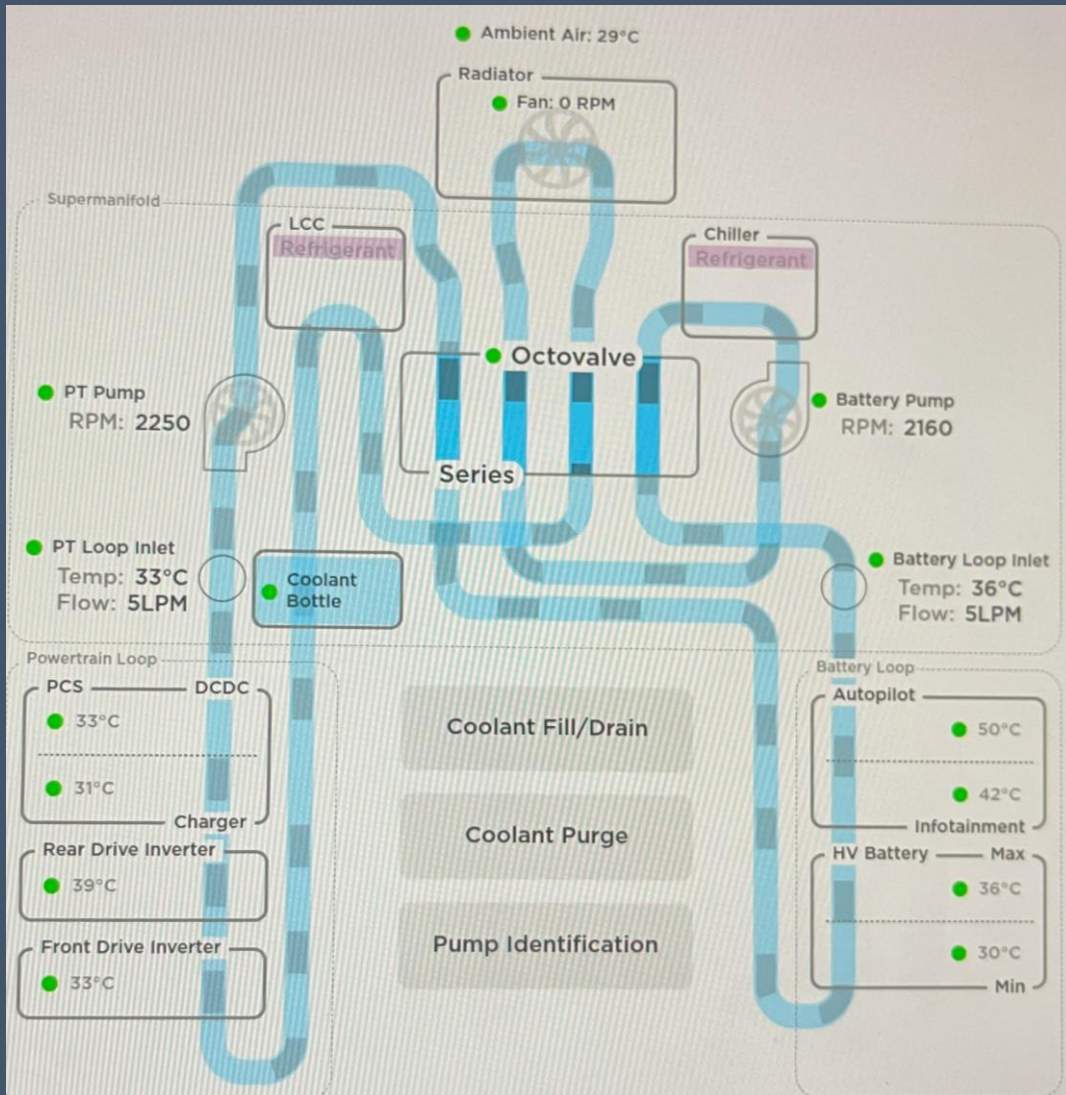 Ambient Air: 29°C
Radiator
Fan: 0 RPM
Supermanifold
LCC
Refrigerant
Chiller
Refrigerant
Octovalve
Series
PT Pump
RPM: 2250
Battery Pump
RPM: 2160
PT Loop Inlet
Temp: 33°C
Flow: 5LPM
Coolant
Bottle
Battery Loop Inlet
Temp: 36°C
Flow: 5LPM
Powertrain Loop
PCS
DCDC
33°C
31°C
Charger
Rear Drive Inverter
39°C
Front Drive Inverter
33°C
Coolant Fill/Drain
Coolant Purge
Pump Identification
Battery Loop
Autopilot
50°C
42°C
Infotainment
HV Battery
Max
36°C
30°C
Min